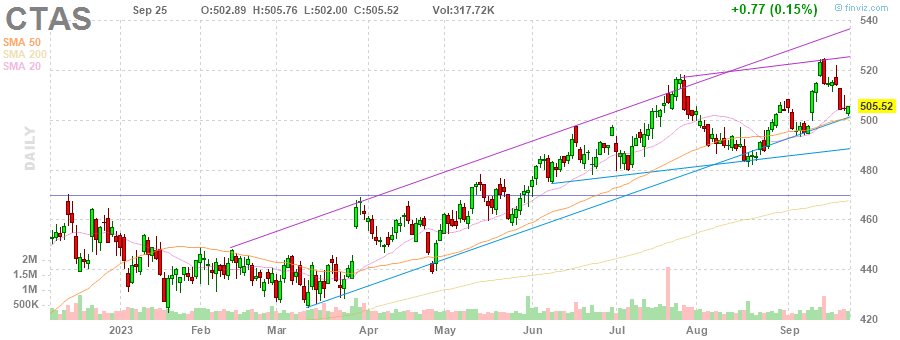 CTAS Sep 25 O:502.89 H:505.76 L:502.00 C:505.52 Vol:317.72K +0.77 (0.15%) © finviz.com
SMA 50
SMA 200
SMA 20
DAILY
540
520
505.52
500
480
460
440
420
2M
1.5M
1M
500K
2023 Feb Mar Apr May Jun Jul Aug Sep